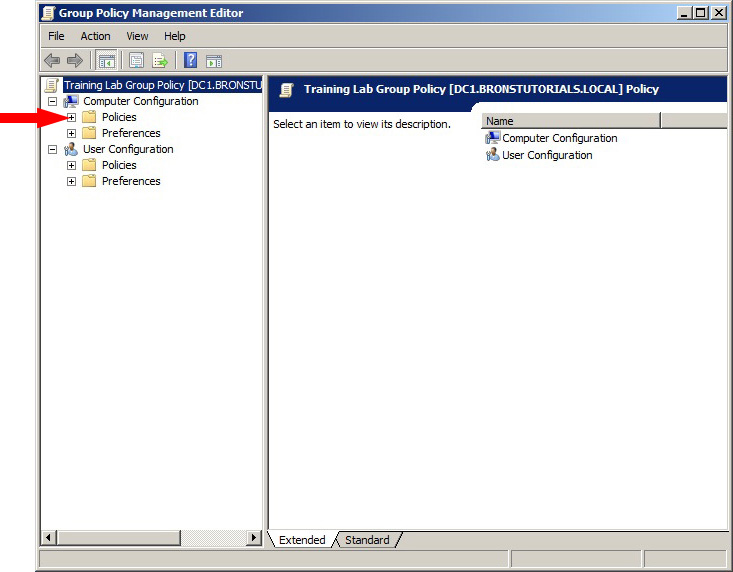 Group Policy Management Editor
File Action View Help
Training Lab Group Policy [DC1.BRONSTU
Computer Configuration
Policies
Preferences
User Configuration
Policies
Preferences
Training Lab Group Policy [DC1.BRONSTUTORIALS.LOCAL] Policy
Select an item to view its description.
Name
Computer Configuration
User Configuration
Extended Standard